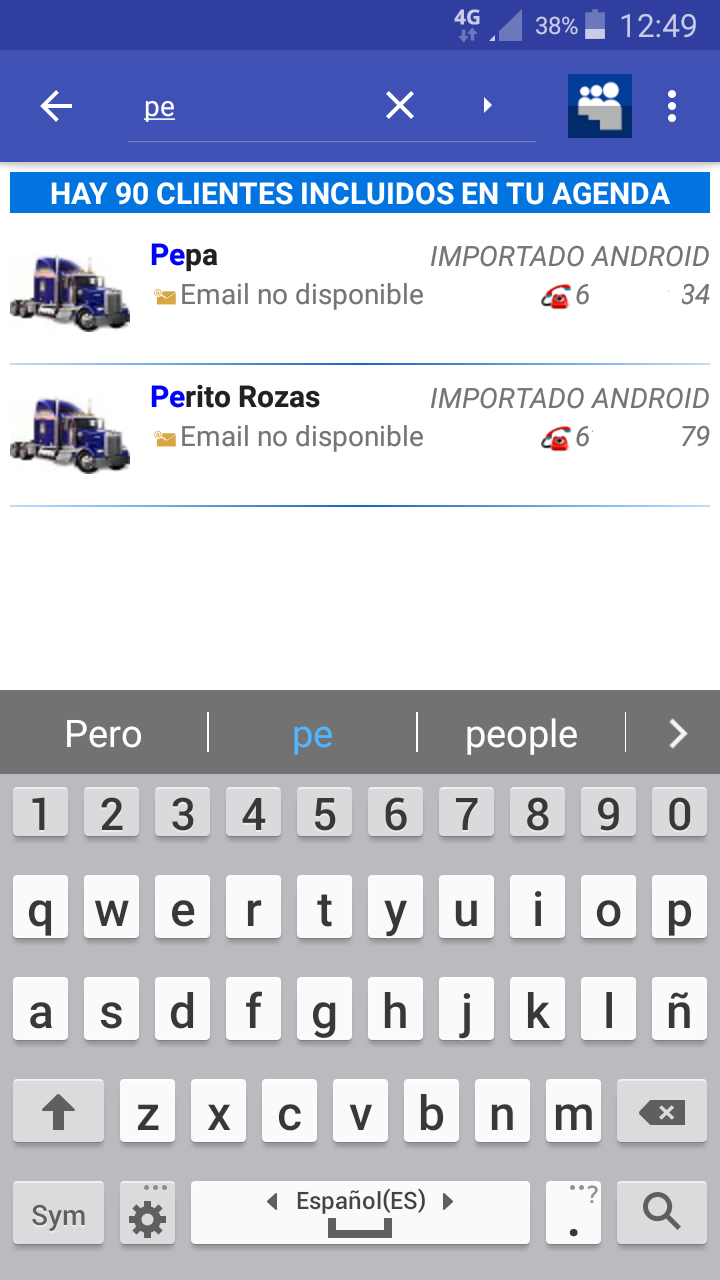 4G 38% 12:49
pe
HAY 90 CLIENTES INCLUIDOS EN TU AGENDA
Pepa IMPORTADO ANDROID
Email no disponible 6 34
Perito Rozas IMPORTADO ANDROID
Email no disponible 6 79
Pero pe people
1 2 3 4 5 6 7 8 9 0
q w e r t y u i o p
a s d f g h j k l ñ
z x c v b n m
Sym Español(ES) . ?